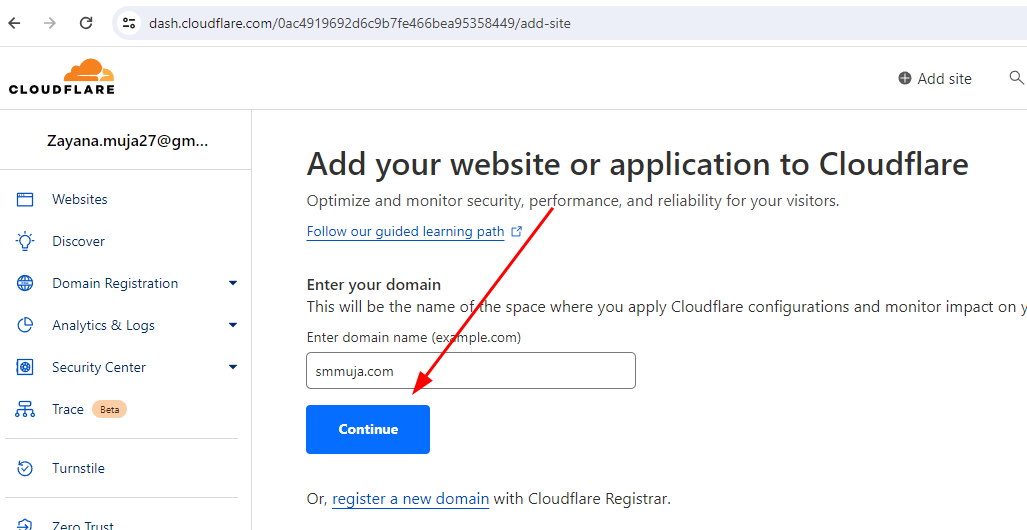 dash.cloudflare.com/0ac4919692d6c9b7fe466bea95358449/add-site
CLOUDFLARE
Add site
Zayana.muja27@gm...
Websites
Discover
Domain Registration
Analytics & Logs
Security Center
Trace Beta
Turnstile
Zero Trust
Add your website or application to Cloudflare
Optimize and monitor security, performance, and reliability for your visitors.
Follow our guided learning path
Enter your domain
This will be the name of the space where you apply Cloudflare configurations and monitor impact on
Enter domain name (example.com)
smmuja.com
Continue
Or, register a new domain with Cloudflare Registrar.